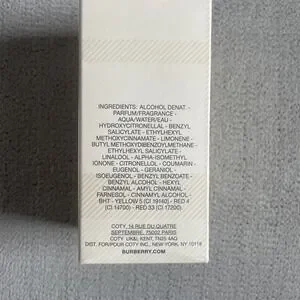 INGREDIENTS: ALCOHOL DENAT. -
PARFUM/FRAGRANCE -
AQUA/WATER/EAU -
HYDROXYCITRONELLAL - BENZYL
SALICYLATE - ETHYLHEXYL
METHOXYCINNAMATE - LIMONENE -
BUTYL METHOXYDIBENZOYLMETHANE -
ETHYLHEXYL SALICYLATE -
LINALOOL - ALPHA-ISOMETHYL
IONONE - CITRONELLOL - COUMARIN -
EUGENOL - GERANIOL -
ISOEUGENOL - BENZYL BENZOATE -
BENZYL ALCOHOL - HEXYL
CINNAMAL - AMYL CINNAMAL -
FARNESOL - CINNAMYL ALCOHOL -
BHT - YELLOW 5 (CI 19140) - RED 4
(CI 14700) - RED 33 (CI 17200).
COTY, 14 RUE DU QUATRE
SEPTEMBRE, 75002 PARIS
COTY UK&I, KENT, TN25 4AQ
DIST. FOR/POUR COTY INC., NEW YORK, NY 10118
BURBERRY.COM